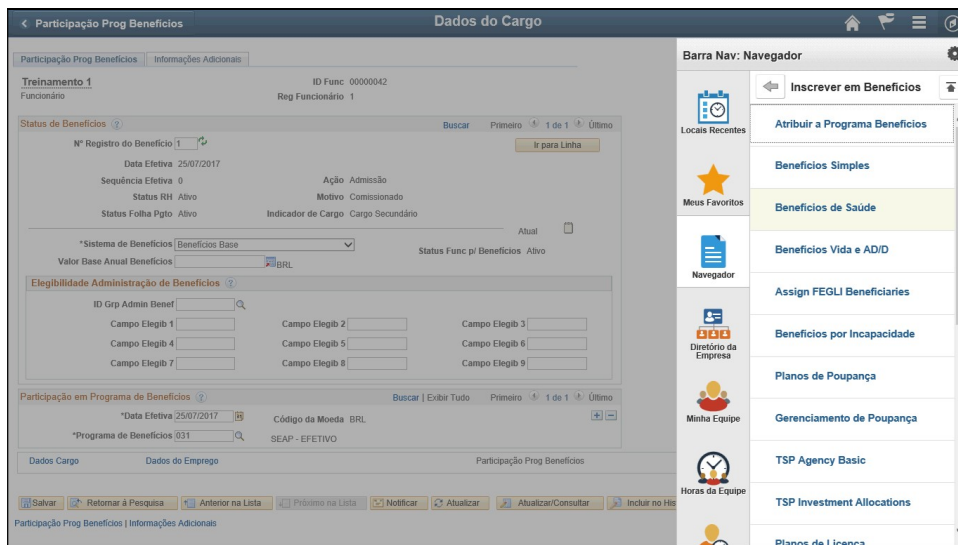 Participação Prog Benefícios
Dados do Cargo
Participação Prog Benefícios
Informações Adicionais
Treinamento 1
ID Func 00000042
Funcionário
Reg Funcionário 1
Status de Benefícios
Buscar Primeiro 1 de 1 Último
Nº Registro do Benefício 1
Ir para Linha
Data Efetiva 25/07/2017
Sequência Efetiva 0
Ação Admissão
Status RH Ativo
Motivo Comissionado
Status Folha Pgto Ativo
Indicador de Cargo Cargo Secundário
Atual
*Sistema de Benefícios Benefícios Base
Status Func p/ Benefícios Ativo
Valor Base Anual Benefícios BRL
Elegibilidade Administração de Benefícios
ID Grp Admin Benef
Campo Elegib 1 Campo Elegib 2 Campo Elegib 3
Campo Elegib 4 Campo Elegib 5 Campo Elegib 6
Campo Elegib 7 Campo Elegib 8 Campo Elegib 9
Participação em Programa de Benefícios
Buscar | Exibir Tudo Primeiro 1 de 1 Último
*Data Efetiva 25/07/2017
Código da Moeda BRL
*Programa de Benefícios 031
SEAP - EFETIVO
Dados Cargo Dados do Emprego Participação Prog Benefícios
Salvar Retornar à Pesquisa Anterior na Lista Próximo na Lista Notificar Atualizar Atualizar/Consultar Incluir no His
Participação Prog Benefícios | Informações Adicionais
Barra Nav: Navegador
Locais Recentes
Meus Favoritos
Navegador
Diretório da
Empresa
Minha Equipe
Horas da Equipe
Inscrever em Benefícios
Atribuir a Programa Benefícios
Benefícios Simples
Benefícios de Saúde
Benefícios Vida e AD/D
Assign FEGLI Beneficiaries
Benefícios por Incapacidade
Planos de Poupança
Gerenciamento de Poupança
TSP Agency Basic
TSP Investment Allocations
Planos de Licença